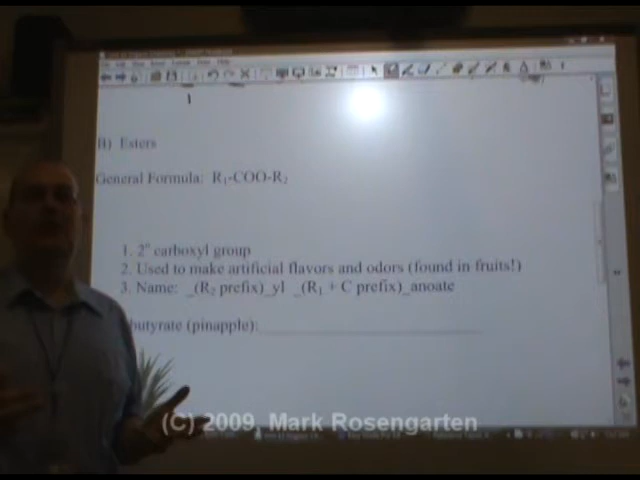 B) Esters
General Formula: R₁-COO-R₂
1. 2° carboxyl group
2. Used to make artificial flavors and odors (found in fruits!)
3. Name: _(R₂ prefix)_yl _(R₁ + C prefix)_anoate
butyrate (pinapple):
(C) 2009, Mark Rosengarten